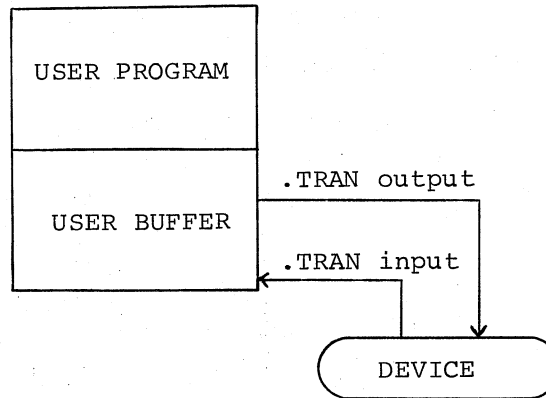 USER PROGRAM
.TRAN output
USER BUFFER
.TRAN input
DEVICE